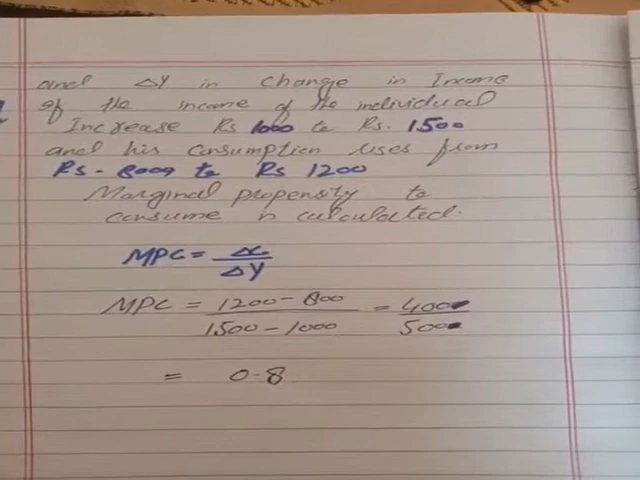 and ΔY in change in Income
of the income of the individual
Increase Rs 1000 to Rs. 1500
and his consumption rises from
Rs- 800 to Rs 1200
Marginal propensity to
consume is calculated.
MPC = ΔC / ΔY
MPC = 1200 - 800 / 1500 - 1000 = 400 / 500
= 0.8